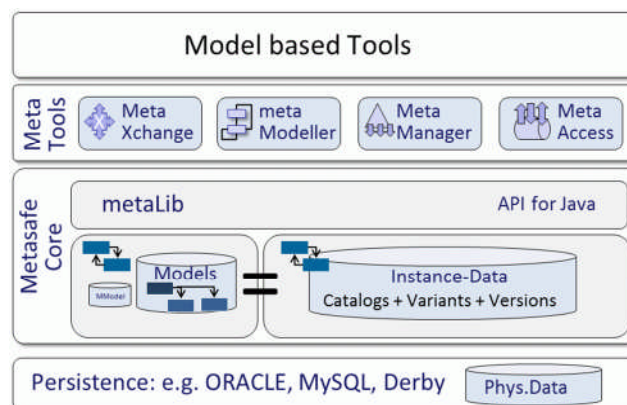 Model based Tools
Meta Tools
Meta Xchange
meta Modeller
Meta Manager
Meta Access
Metasafe Core
metaLib
API for Java
Models
MModel
Instance-Data
Catalogs + Variants + Versions
Persistence: e.g. ORACLE, MySQL, Derby
Phys.Data